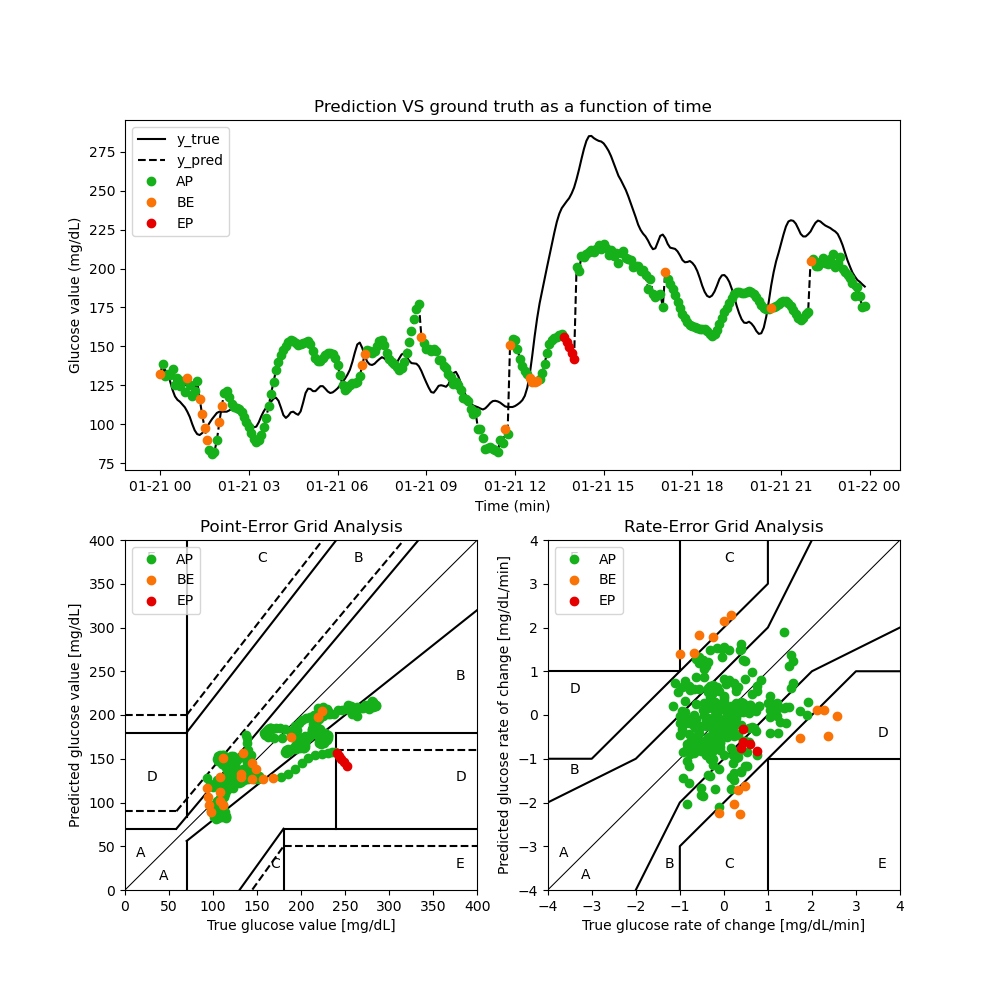 Prediction VS ground truth as a function of time
Glucose value (mg/dL)
275
250
225
200
175
150
125
100
75
y_true
y_pred
AP
BE
EP
01-21 00 01-21 03 01-21 06 01-21 09 01-21 12 01-21 15 01-21 18 01-21 21 01-22 00
Time (min)
Point-Error Grid Analysis
Predicted glucose value [mg/dL]
400
350
300
250
200
150
100
50
0
AP
BE
EP
C
B
B
D
D
A
A
C
E
0 50 100 150 200 250 300 350 400
True glucose value [mg/dL]
Rate-Error Grid Analysis
Predicted glucose rate of change [mg/dL/min]
4
3
2
1
0
−1
−2
−3
−4
AP
BE
EP
C
D
D
B
A
A
B
C
E
−4 −3 −2 −1 0 1 2 3 4
True glucose rate of change [mg/dL/min]